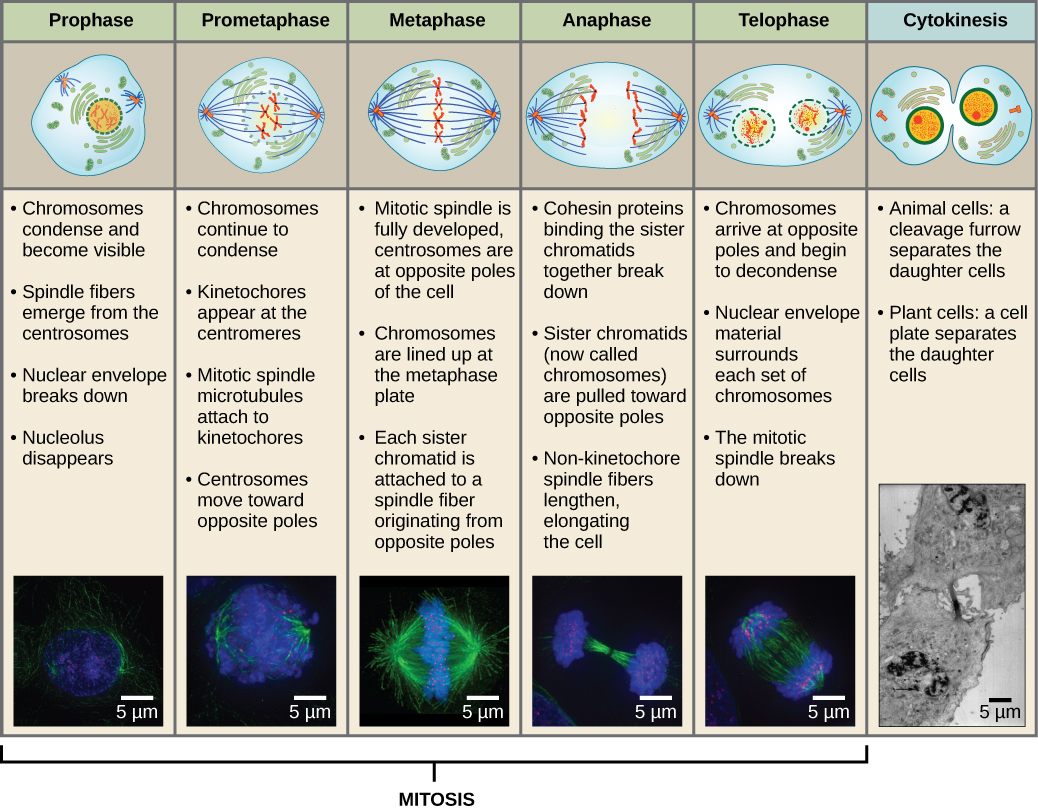 Prophase
Prometaphase
Metaphase
Anaphase
Telophase
Cytokinesis
• Chromosomes
condense and
become visible
• Spindle fibers
emerge from the
centrosomes
• Nuclear envelope
breaks down
• Nucleolus
disappears
• Chromosomes
continue to
condense
• Kinetochores
appear at the
centromeres
• Mitotic spindle
microtubules
attach to
kinetochores
• Centrosomes
move toward
opposite poles
• Mitotic spindle is
fully developed,
centrosomes are
at opposite poles
of the cell
• Chromosomes
are lined up at
the metaphase
plate
• Each sister
chromatid is
attached to a
spindle fiber
originating from
opposite poles
• Cohesin proteins
binding the sister
chromatids
together break
down
• Sister chromatids
(now called
chromosomes)
are pulled toward
opposite poles
• Non-kinetochore
spindle fibers
lengthen,
elongating
the cell
• Chromosomes
arrive at opposite
poles and begin
to decondense
• Nuclear envelope
material
surrounds
each set of
chromosomes
• The mitotic
spindle breaks
down
• Animal cells: a
cleavage furrow
separates the
daughter cells
• Plant cells: a cell
plate separates
the daughter
cells
5 µm
5 µm
5 µm
5 µm
5 µm
5 µm
MITOSIS